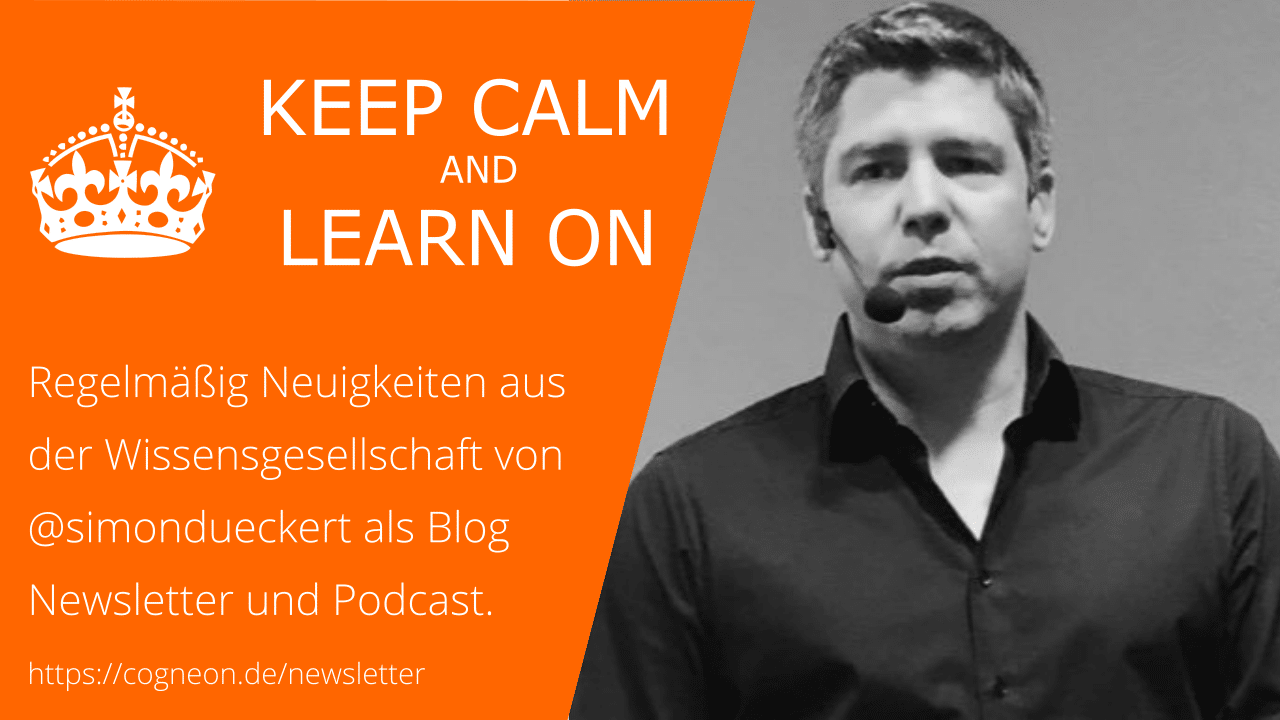 KEEP CALM
AND
LEARN ON
Regelmäßig Neuigkeiten aus
der Wissensgesellschaft von
@simondueckert als Blog
Newsletter und Podcast.
https://cogneon.de/newsletter